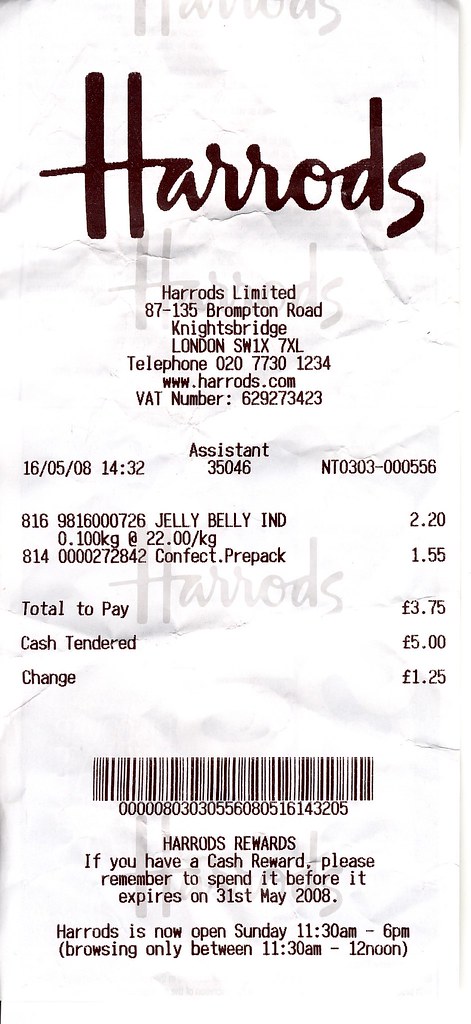 Harrods
Harrods
Harrods Limited
87-135 Brompton Road
Knightsbridge
LONDON SW1X 7XL
Telephone 020 7730 1234
www.harrods.com
VAT Number: 629273423
Assistant
16/05/08 14:32 35046 NT0303-000556
816 9816000726 JELLY BELLY IND 2.20
0.100kg @ 22.00/kg
814 0000272842 Confect.Prepack 1.55
Harrods
Total to Pay £3.75
Cash Tendered £5.00
Change £1.25
00000803030556080516143205
HARRODS REWARDS
If you have a Cash Reward, please
remember to spend it before it
expires on 31st May 2008.
Harrods is now open Sunday 11:30am - 6pm
(browsing only between 11:30am - 12noon)